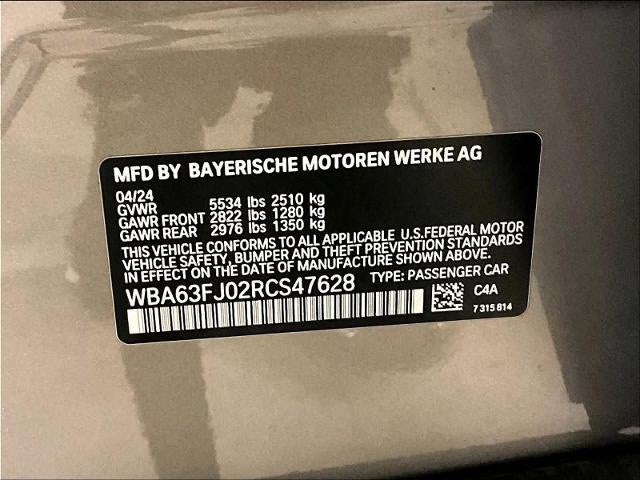 MFD BY BAYERISCHE MOTOREN WERKE AG
04/24
GVWR 5534 lbs 2510 kg
GAWR FRONT 2822 lbs 1280 kg
GAWR REAR 2976 lbs 1350 kg
THIS VEHICLE CONFORMS TO ALL APPLICABLE U.S.FEDERAL MOTOR
VEHICLE SAFETY, BUMPER AND THEFT PREVENTION STANDARDS
IN EFFECT ON THE DATE OF MANUFACTURE SHOWN ABOVE.
WBA63FJ02RCS47628 TYPE: PASSENGER CAR
C4A
7 315 814